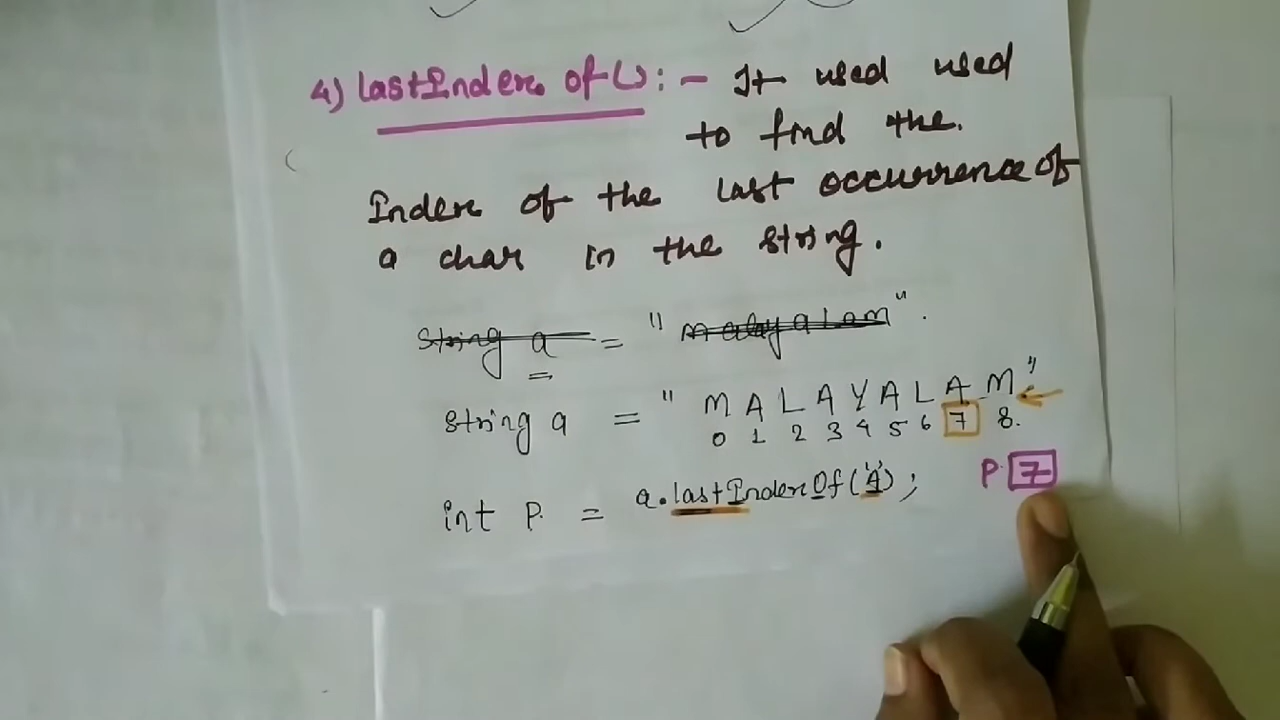 4) lastIndex of (): - It used used
to find the.
Index of the last occurrence of
a char in the string.
String a = "malayalam".
String a = "MALAYALAM"
0 1 2 3 4 5 6 7 8.
int P. = a.lastIndexOf('A'); P. 7